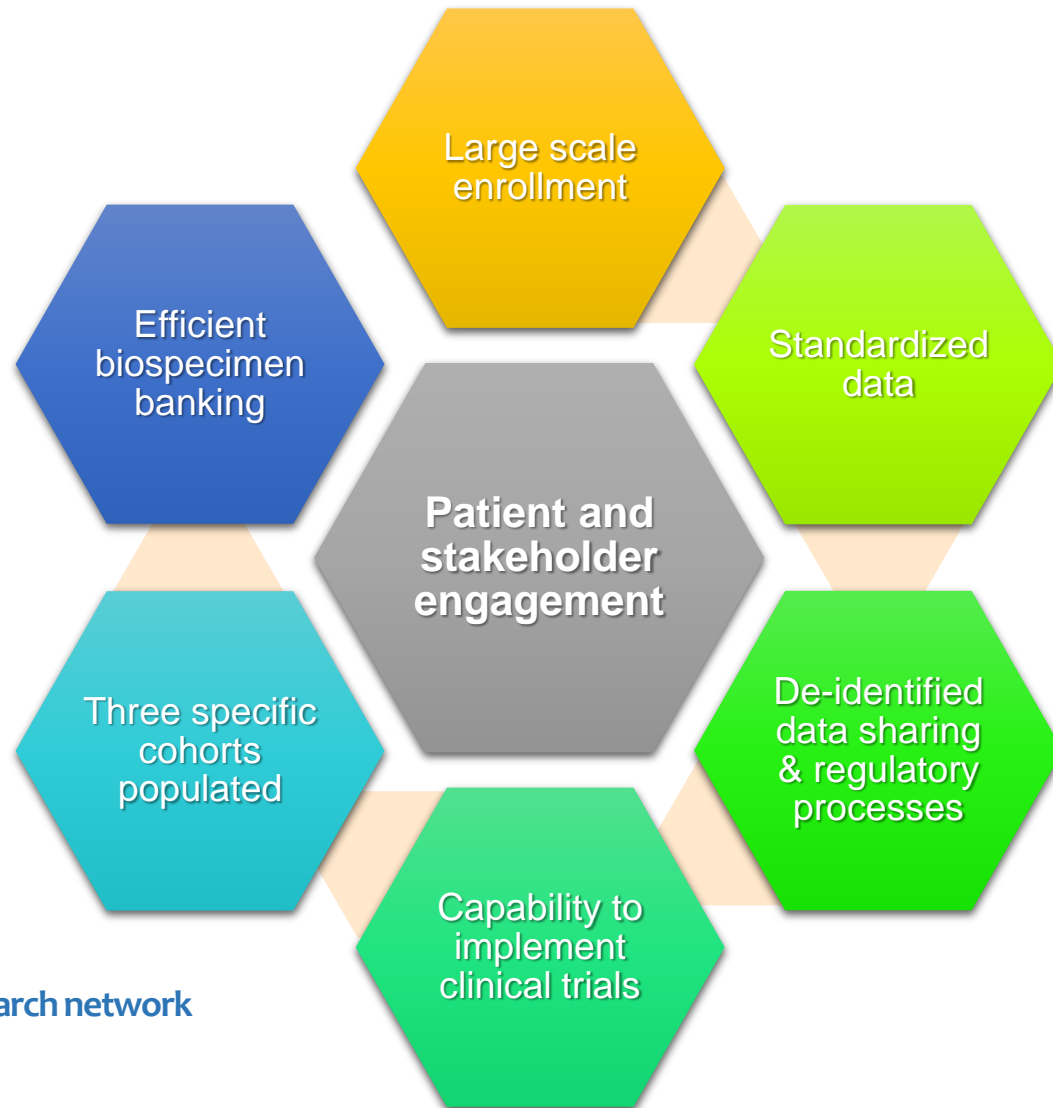 Large scale
enrollment
Standardized
data
De-identified
data sharing
& regulatory
processes
Capability to
implement
clinical trials
Three specific
cohorts
populated
Efficient
biospecimen
banking
Patient and
stakeholder
engagement
network